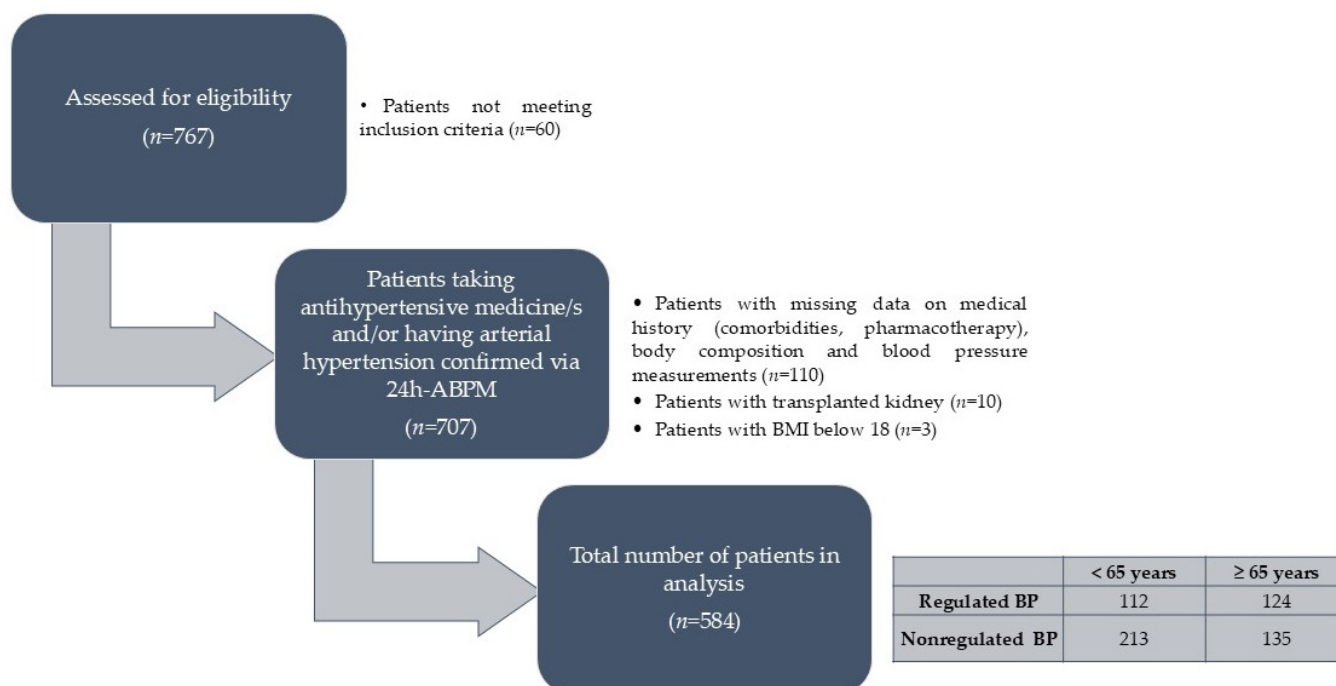 Assessed for eligibility
(n=767)
• Patients not meeting
inclusion criteria (n=60)
Patients taking
antihypertensive medicine/s
and/or having arterial
hypertension confirmed via
24h-ABPM
(n=707)
• Patients with missing data on medical
history (comorbidities, pharmacotherapy),
body composition and blood pressure
measurements (n=110)
• Patients with transplanted kidney (n=10)
• Patients with BMI below 18 (n=3)
Total number of patients in
analysis
(n=584)
< 65 years ≥ 65 years
Regulated BP 112 124
Nonregulated BP 213 135